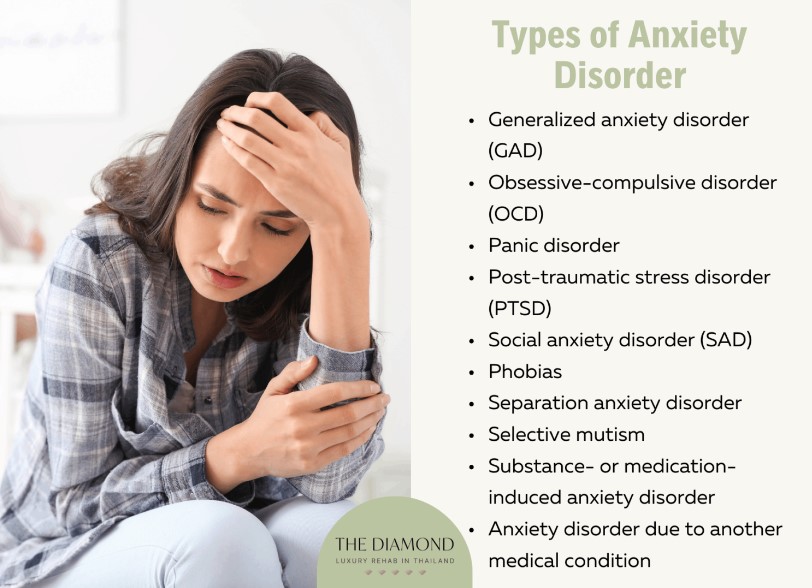 Types of Anxiety
Disorder
• Generalized anxiety disorder
(GAD)
• Obsessive-compulsive disorder
(OCD)
• Panic disorder
• Post-traumatic stress disorder
(PTSD)
• Social anxiety disorder (SAD)
• Phobias
• Separation anxiety disorder
• Selective mutism
• Substance- or medication-
induced anxiety disorder
• Anxiety disorder due to another
medical condition
THE DIAMOND
LUXURY REHAB IN THAILAND